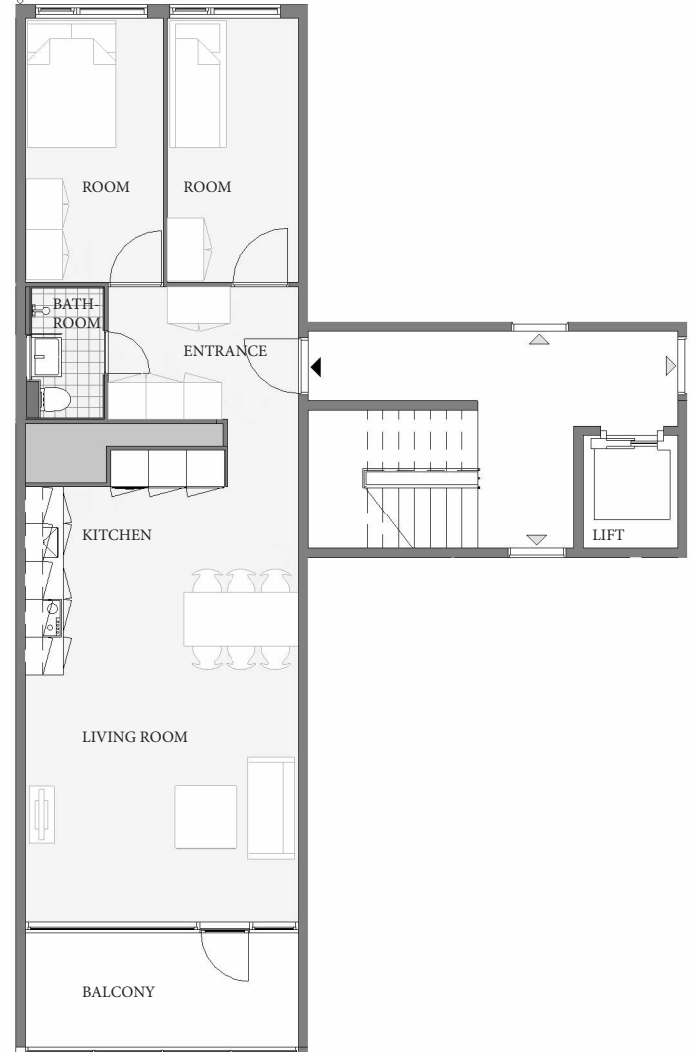 ROOM
ROOM
BATH-
ROOM
ENTRANCE
KITCHEN
LIFT
LIVING ROOM
BALCONY